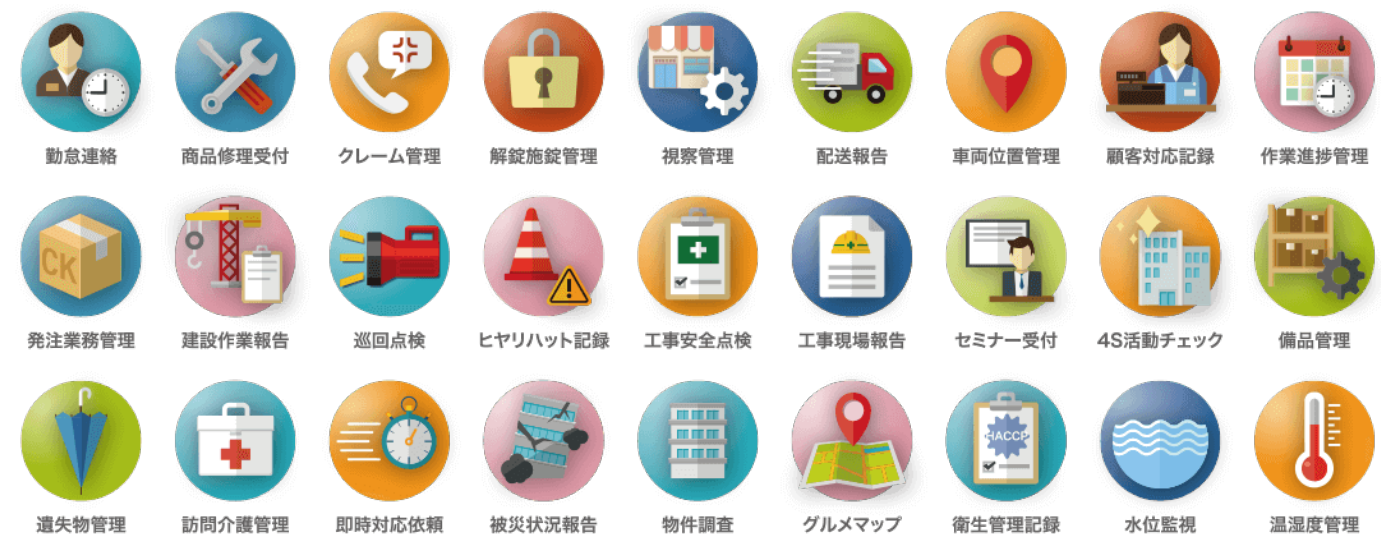 勤怠連絡
商品修理受付
クレーム管理
解錠施錠管理
視察管理
配送報告
車両位置管理
顧客対応記録
作業進捗管理
CK
発注業務管理
建設作業報告
巡回点検
ヒヤリハット記録
工事安全点検
工事現場報告
セミナー受付
4S活動チェック
備品管理
遺失物管理
訪問介護管理
即時対応依頼
被災状況報告
物件調査
グルメマップ
HACCP
衛生管理記録
水位監視
温湿度管理